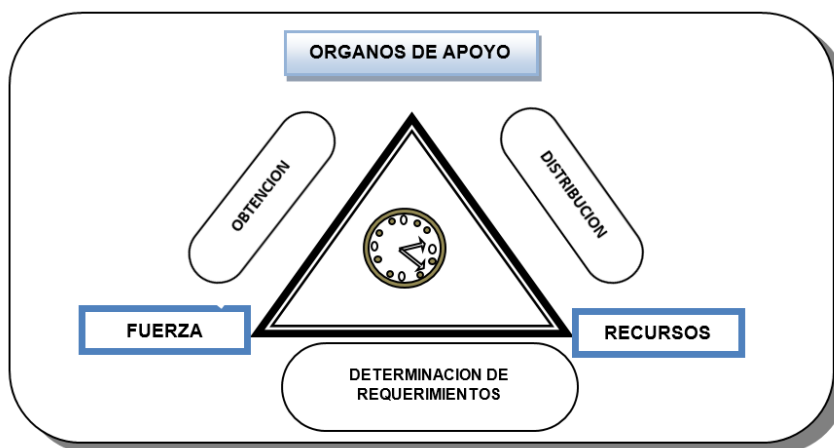 ORGANOS DE APOYO
OBTENCION
DISTRIBUCION
FUERZA
RECURSOS
DETERMINACION DE
REQUERIMIENTOS